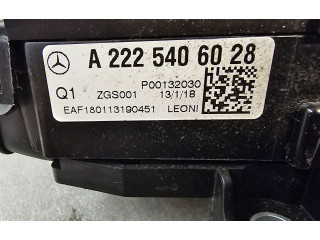 A 222 540 60 28
Q1 ZGS001 P00132030
13/1/18
EAF180113190451 LEONI